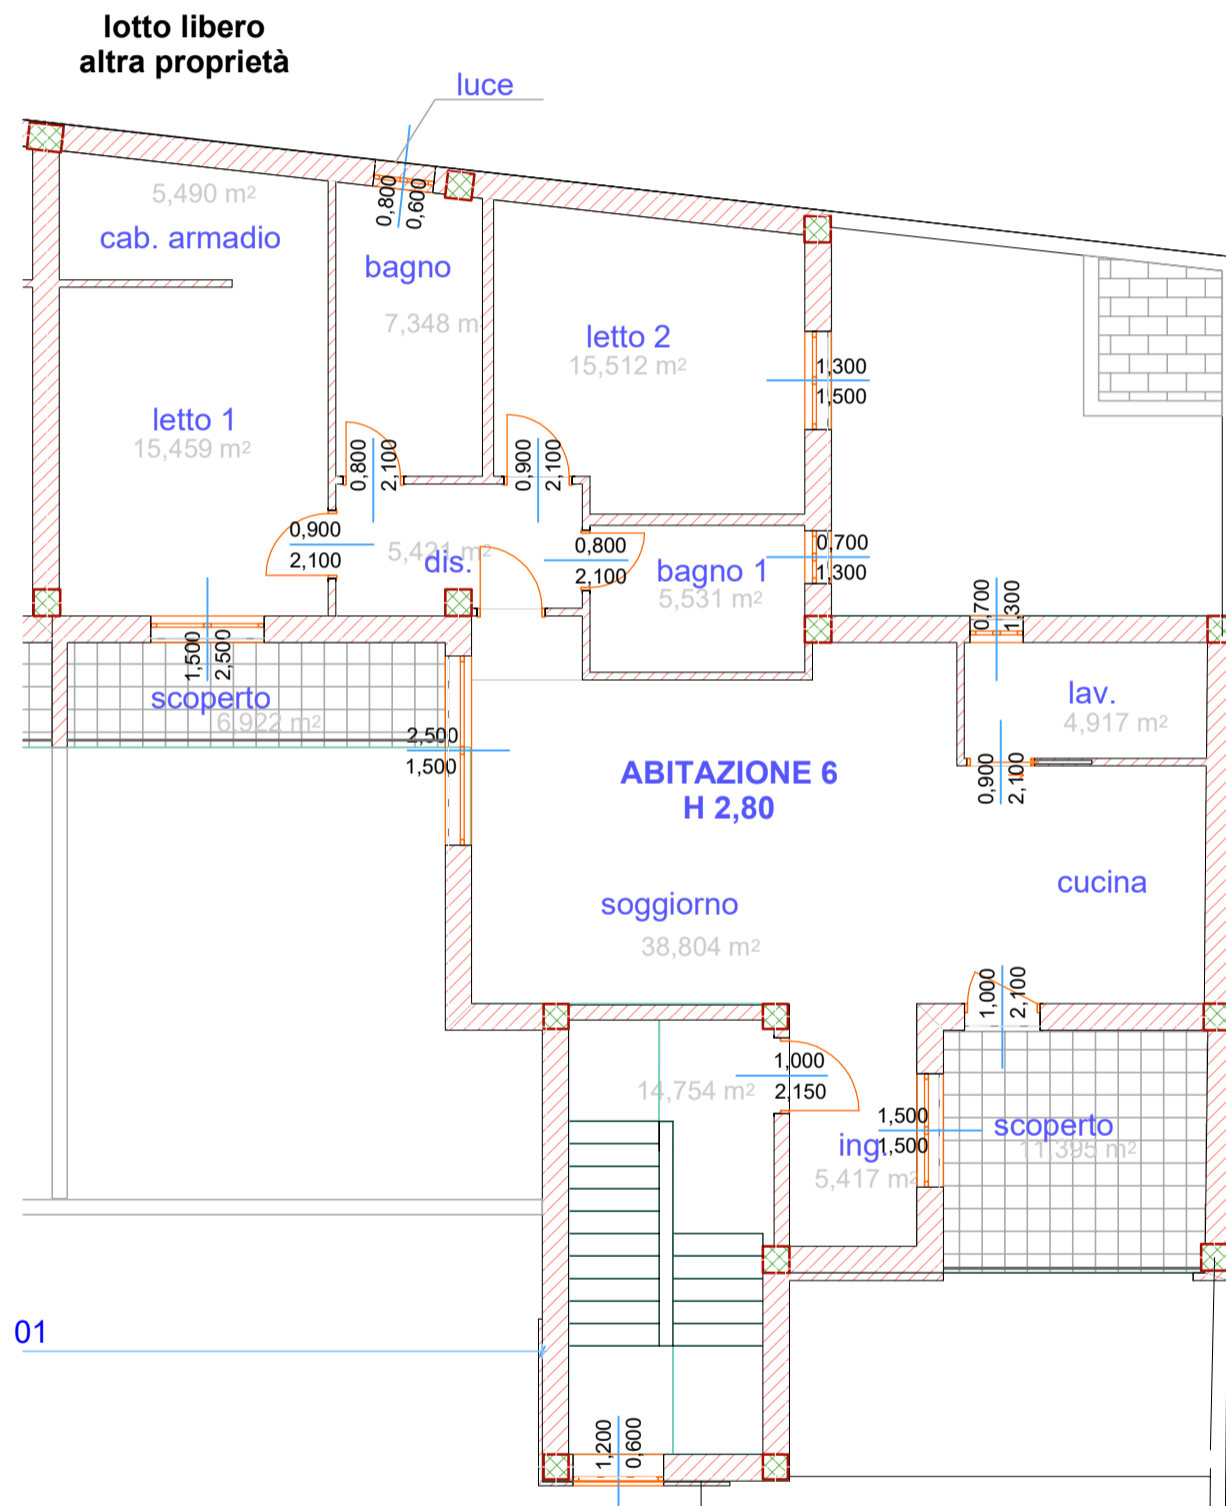 lotto libero
altra proprietà
luce
0,800
0,600
5,490 m²
cab. armadio
bagno
7,348 m
letto 2
15,512 m²
1,300
1,500
letto 1
15,459 m²
0,800
2,100
0,900
2,100
0,900
2,100
5,421 m²
dis.
0,800
2,100
bagno 1
5,531 m²
0,700
1,300
0,700
1,300
1,500
2,500
scoperto
6,922 m²
2,500
1,500
lav.
4,917 m²
0,900
2,100
ABITAZIONE 6
H 2,80
cucina
soggiorno
38,804 m²
1,000
2,100
1,000
2,150
14,754 m²
1,500
1,500
ing.
5,417 m²
scoperto
11,395 m²
01
1,200
0,600